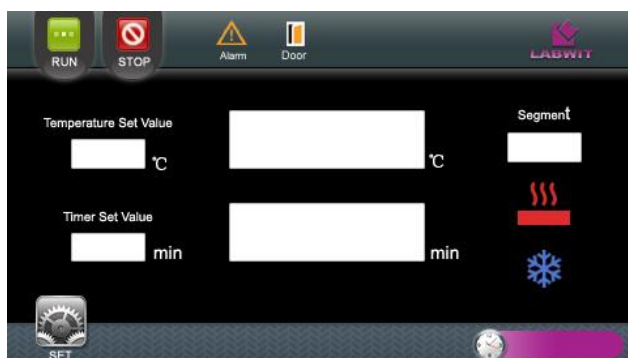 RUN
STOP
Alarm
Door
LABWIT
Temperature Set Value
℃
℃
Segment
Timer Set Value
min
min
SET